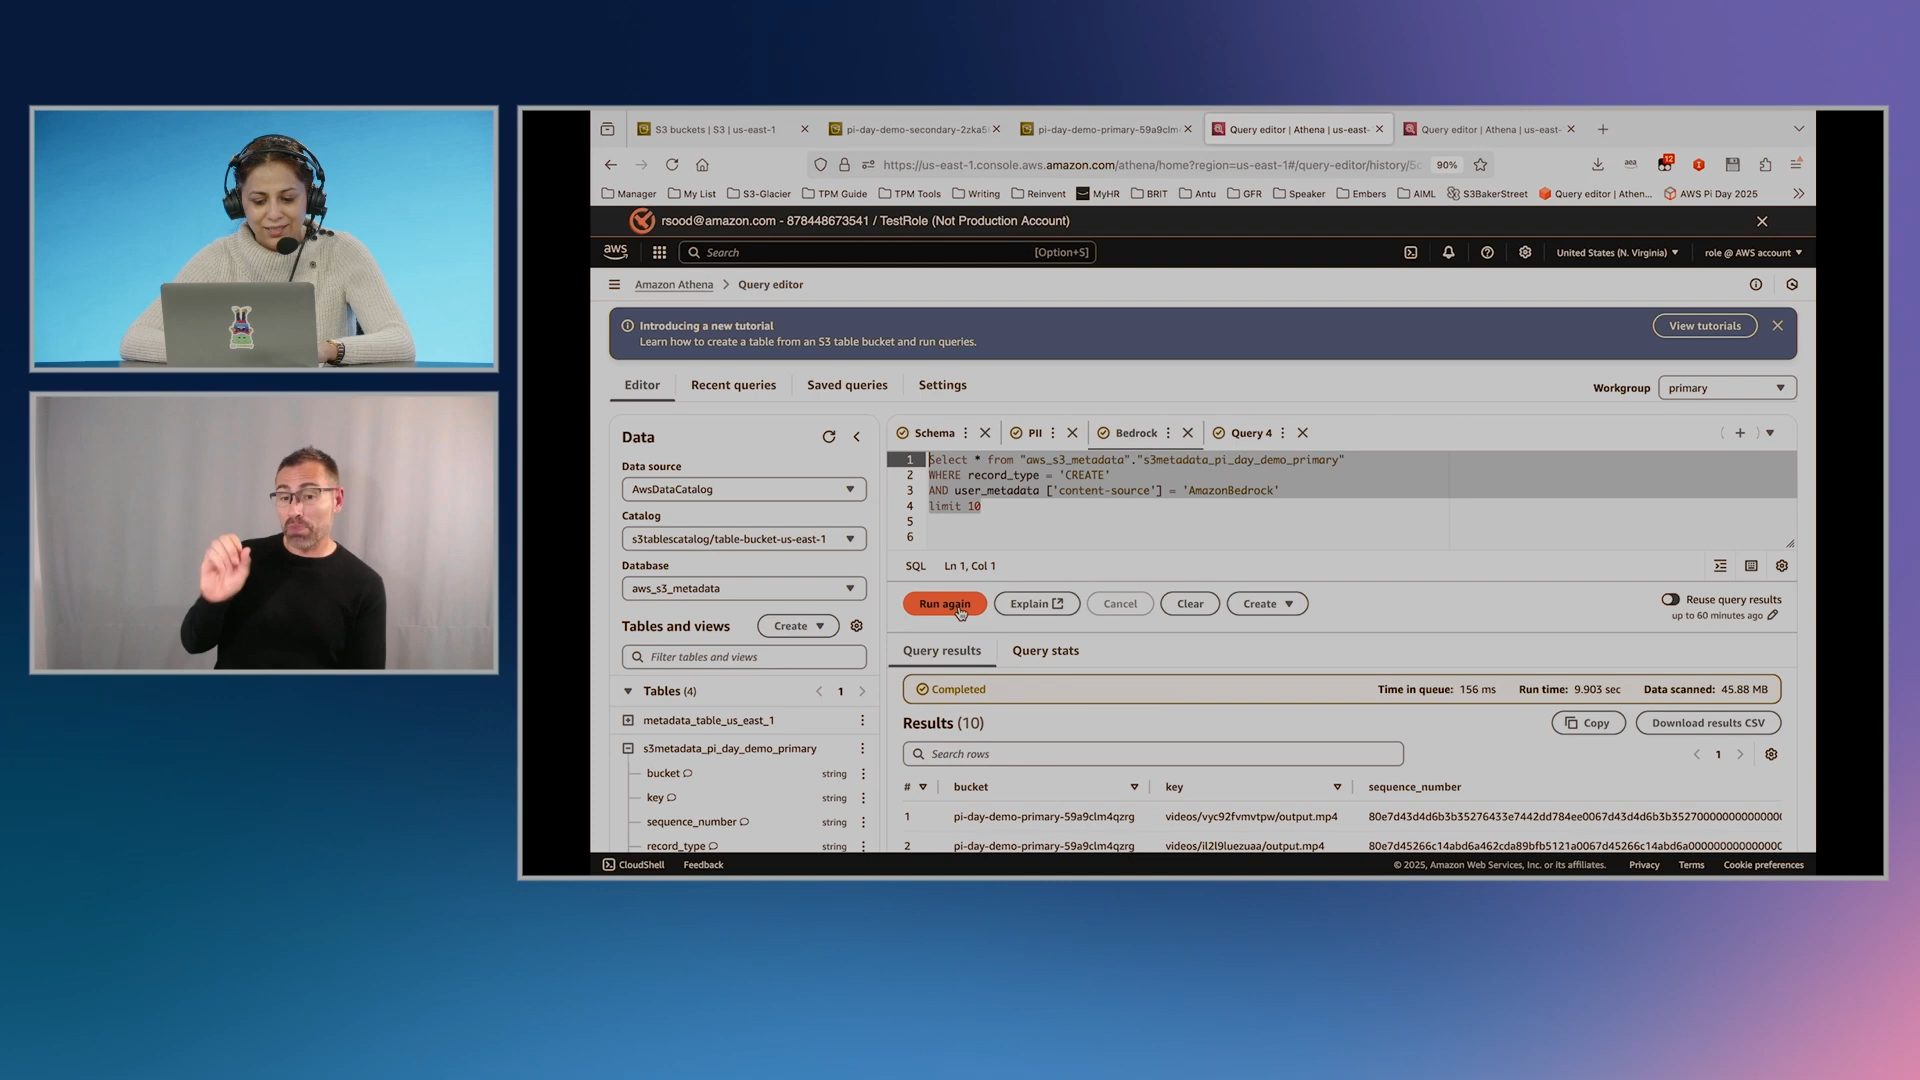 S3 buckets | S3 | us-east-1
pi-day-demo-secondary-2zka5
pi-day-demo-primary-59a9clm
Query editor | Athena | us-east-
Query editor | Athena | us-east-
https://us-east-1.console.aws.amazon.com/athena/home?region=us-east-1#/query-editor/history/5
90%
aea
12
Manager
My List
S3-Glacier
TPM Guide
TPM Tools
Writing
Reinvent
MyHR
BRIT
Antu
GFR
Speaker
Embers
AIML
S3BakerStreet
Query editor | Athen...
AWS Pi Day 2025
rsood@amazon.com - 878448673541 / TestRole (Not Production Account)
aws
Search
[Option+S]
United States (N. Virginia)
role @ AWS account
Amazon Athena > Query editor
Introducing a new tutorial
Learn how to create a table from an S3 table bucket and run queries.
View tutorials
Editor
Recent queries
Saved queries
Settings
Workgroup
primary
Data
Data source
AwsDataCatalog
Catalog
s3tablescatalog/table-bucket-us-east-1
Database
aws_s3_metadata
Tables and views
Create
Filter tables and views
Tables (4)
1
metadata_table_us_east_1
s3metadata_pi_day_demo_primary
bucket
string
key
string
sequence_number
string
record_type
string
Schema
PII
Bedrock
Query 4
1 Select * from "aws_s3_metadata"."s3metadata_pi_day_demo_primary"
2 WHERE record_type = 'CREATE'
3 AND user_metadata ['content-source'] = 'AmazonBedrock'
4 limit 10
5
6
SQL
Ln 1, Col 1
Run again
Explain
Cancel
Clear
Create
Reuse query results
up to 60 minutes ago
Query results
Query stats
Completed
Time in queue: 156 ms
Run time: 9.903 sec
Data scanned: 45.88 MB
Results (10)
Copy
Download results CSV
Search rows
1
#
bucket
key
sequence_number
1
pi-day-demo-primary-59a9clm4qzrg
videos/vyc92fvmvtpw/output.mp4
2
pi-day-demo-primary-59a9clm4qzrg
videos/il2l9luezuaa/output.mp4
CloudShell
Feedback
© 2025, Amazon Web Services, Inc. or its affiliates.
Privacy
Terms
Cookie preferences